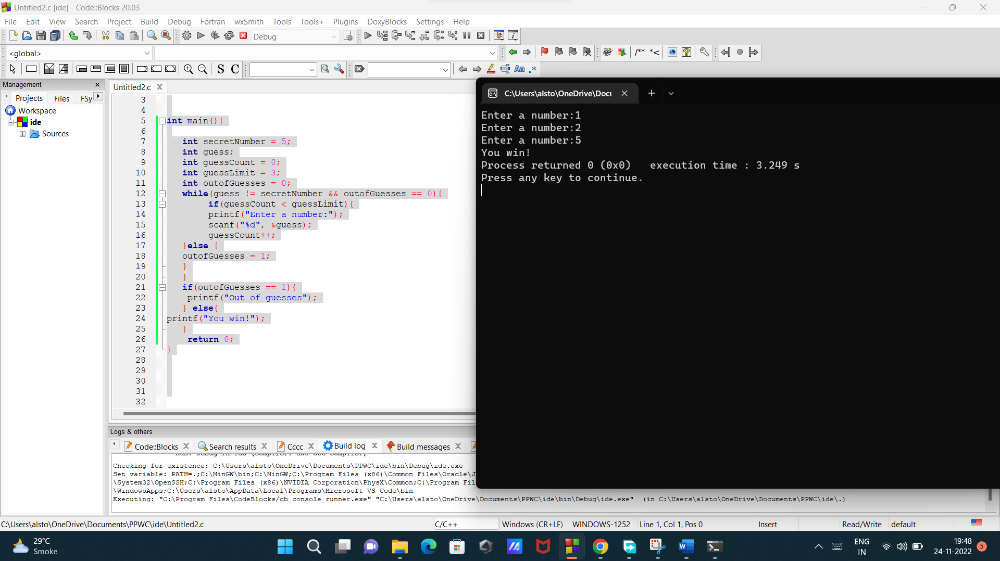 Untitled2.c [ide] - Code::Blocks 20.03
File Edit View Search Project Build Debug Fortran wxSmith Tools Tools+ Plugins DoxyBlocks Settings Help
Debug
<global>
/** *<
S C
Aa .*
Management
Projects Files FSy
Workspace
ide
Sources
Untitled2.c
3
4
5 int main(){
6
7 int secretNumber = 5;
8 int guess;
9 int guessCount = 0;
10 int guessLimit = 3;
11 int outofGuesses = 0;
12 while(guess != secretNumber && outofGuesses == 0){
13 if(guessCount < guessLimit){
14 printf("Enter a number:");
15 scanf("%d", &guess);
16 guessCount++;
17 }else {
18 outofGuesses = 1;
19 }
20 }
21 if(outofGuesses == 1){
22 printf("Out of guesses");
23 } else{
24 printf("You win!");
25 }
26 return 0;
27 }
28
29
30
31
32
C:\Users\alsto\OneDrive\Docu
Enter a number:1
Enter a number:2
Enter a number:5
You win!
Process returned 0 (0x0)   execution time : 3.249 s
Press any key to continue.
Logs & others
Code::Blocks Search results Cccc Build log Build messages
Checking for existence: C:\Users\alsto\OneDrive\Documents\PPWC\ide\bin\Debug\ide.exe
Set variable: PATH=.;C:\MinGW\bin;C:\MinGW;C:\Program Files (x86)\Common Files\Oracle\J
\System32\OpenSSH;C:\Program Files (x86)\NVIDIA Corporation\PhysX\Common;C:\Program Fil
\WindowsApps;C:\Users\alsto\AppData\Local\Programs\Microsoft VS Code\bin
Executing: "C:\Program Files\CodeBlocks/cb_console_runner.exe" "C:\Users\alsto\OneDrive\Documents\PPWC\ide\bin\Debug\ide.exe"  (in C:\Users\alsto\OneDrive\Documents\PPWC\ide\.)
C:\Users\alsto\OneDrive\Documents\PPWC\ide\Untitled2.c C/C++ Windows (CR+LF) WINDOWS-1252 Line 1, Col 1, Pos 0 Insert Read/Write default
29°C
Smoke
ENG
IN
19:48
24-11-2022
5